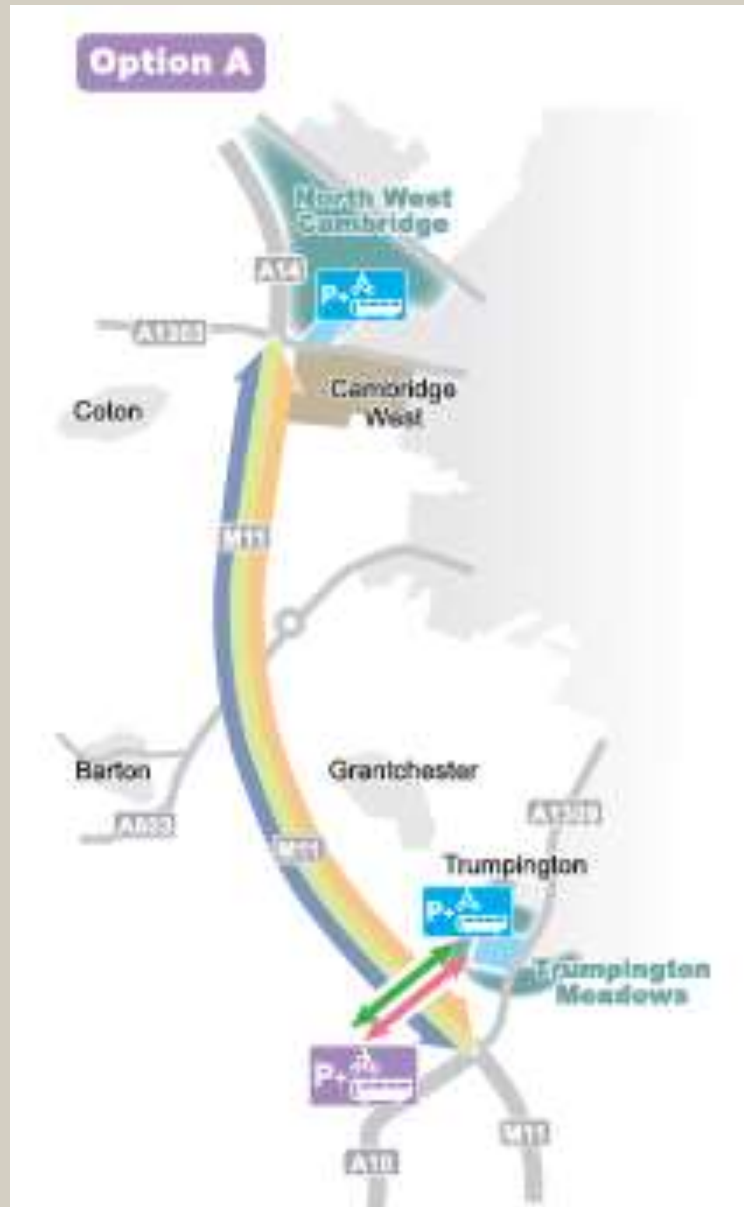 Option A
North West
Cambridge
A14
P+
A1303
Cambridge
West
Coton
M11
Barton
Grantchester
A603
A1309
M11
Trumpington
P+
Trumpington
Meadows
P+
M11
A10